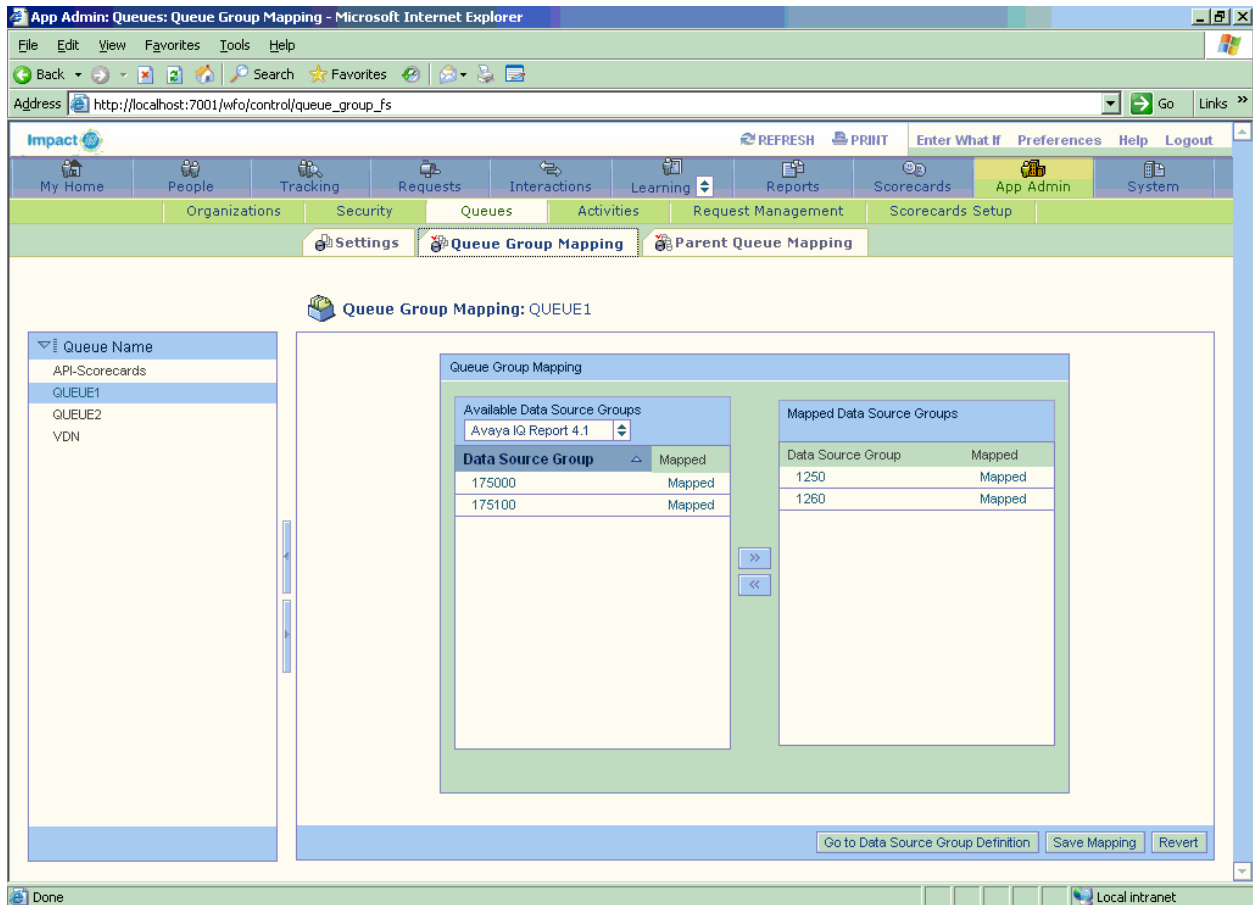 App Admin: Queues: Queue Group Mapping - Microsoft Internet Explorer
File Edit View Favorites Tools Help
Back Search Favorites
Address http://localhost:7001/wfo/control/queue_group_fs Go Links »
Impact REFRESH PRINT Enter What If Preferences Help Logout
My Home People Tracking Requests Interactions Learning Reports Scorecards App Admin System
Organizations Security Queues Activities Request Management Scorecards Setup
Settings Queue Group Mapping Parent Queue Mapping
Queue Group Mapping: QUEUE1
Queue Name
API-Scorecards
QUEUE1
QUEUE2
VDN
Queue Group Mapping
Available Data Source Groups
Avaya IQ Report 4.1
Data Source Group Mapped
175000 Mapped
175100 Mapped
>>
<<
Mapped Data Source Groups
Data Source Group Mapped
1250 Mapped
1260 Mapped
Go to Data Source Group Definition Save Mapping Revert
Done Local intranet